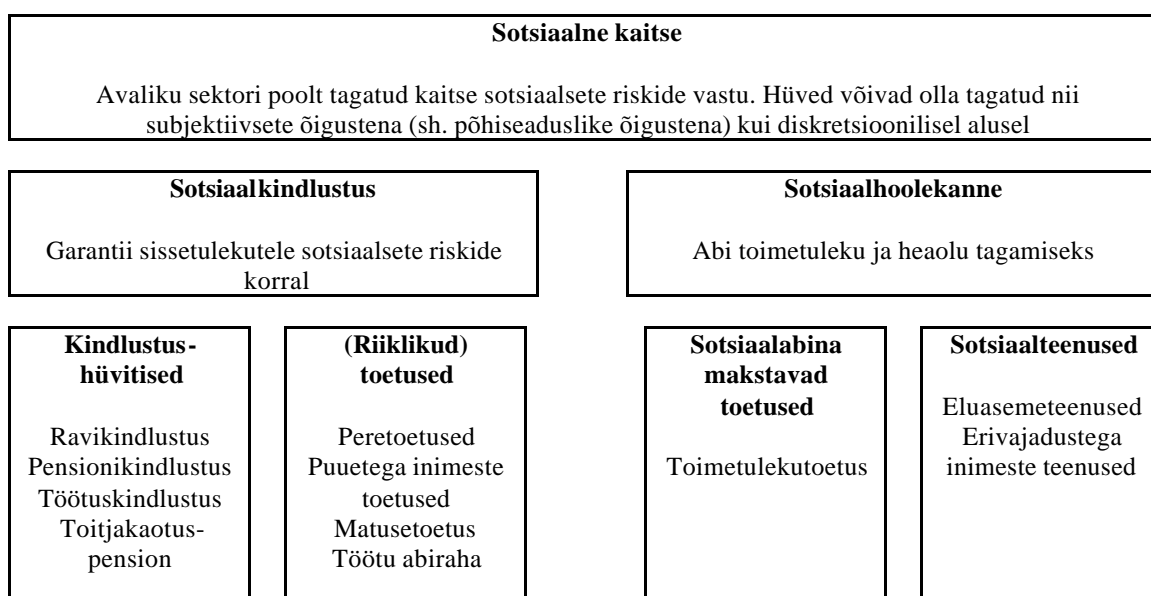 Sotsiaalne kaitse
Avaliku sektori poolt tagatud kaitse sotsiaalsete riskide vastu. Hüved võivad olla tagatud nii
subjektiivsete õigustena (sh. põhiseaduslike õigustena) kui diskretsioonilisel alusel
Sotsiaalkindlustus
Garantii sissetulekutele sotsiaalsete riskide
korral
Sotsiaalhoolekanne
Abi toimetuleku ja heaolu tagamiseks
Kindlustus-
hüvitised
Ravikindlustus
Pensionikindlustus
Töötuskindlustus
Toitjakaotus-
pension
(Riiklikud)
toetused
Peretoetused
Puuetega inimeste
toetused
Matusetoetus
Töötu abiraha
Sotsiaalabina
makstavad
toetused
Toimetulekutoetus
Sotsiaalteenused
Eluasemeteenused
Erivajadustega
inimeste teenused